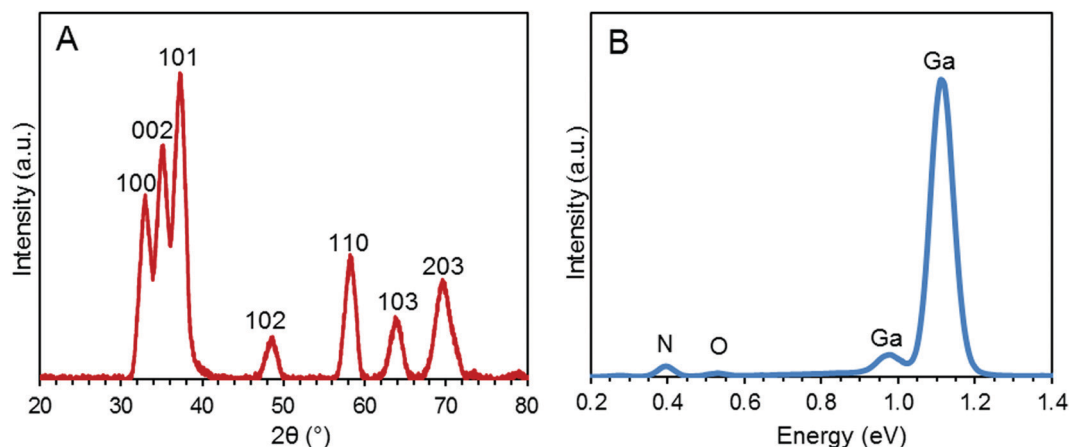 A
101
002
100
110
203
103
102
Intensity (a.u.)
20 30 40 50 60 70 80
2θ (°)
B
Ga
Ga
N
O
Intensity (a.u.)
0.2 0.4 0.6 0.8 1.0 1.2 1.4
Energy (eV)